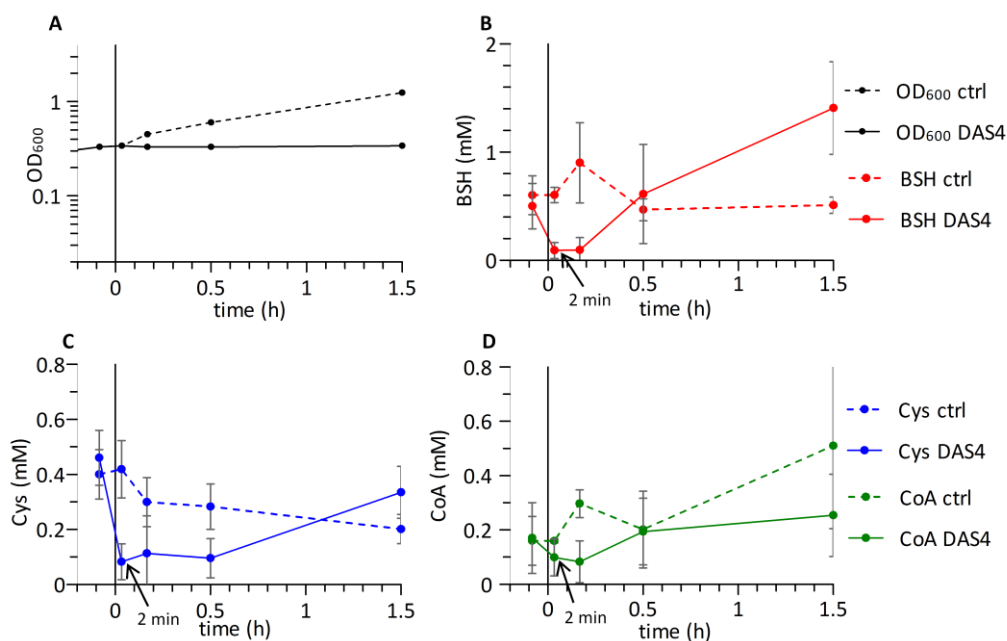 A
OD600
1
0.1
0
0.5
1
1.5
time (h)
B
BSH (mM)
2
1
0
0
0.5
1
1.5
2 min
time (h)
OD600 ctrl
OD600 DAS4
BSH ctrl
BSH DAS4
C
Cys (mM)
0.8
0.6
0.4
0.2
0
0
0.5
1
1.5
2 min
time (h)
D
CoA (mM)
0.8
0.6
0.4
0.2
0
0
0.5
1
1.5
2 min
time (h)
Cys ctrl
Cys DAS4
CoA ctrl
CoA DAS4